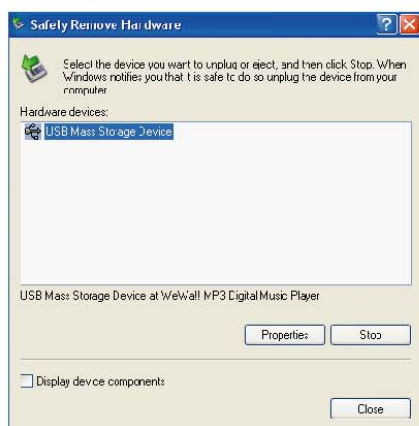 Safely Remove Hardware
Select the device you want to unplug or eject, and then click Stop. When
Windows notifies you that it is safe to do so unplug the device from your
computer
Hardware devices:
USB Mass Storage Device
USB Mass Storage Device at WeWa!! MP3 Digital Music Player
Properties
Stop
Display device components
Close